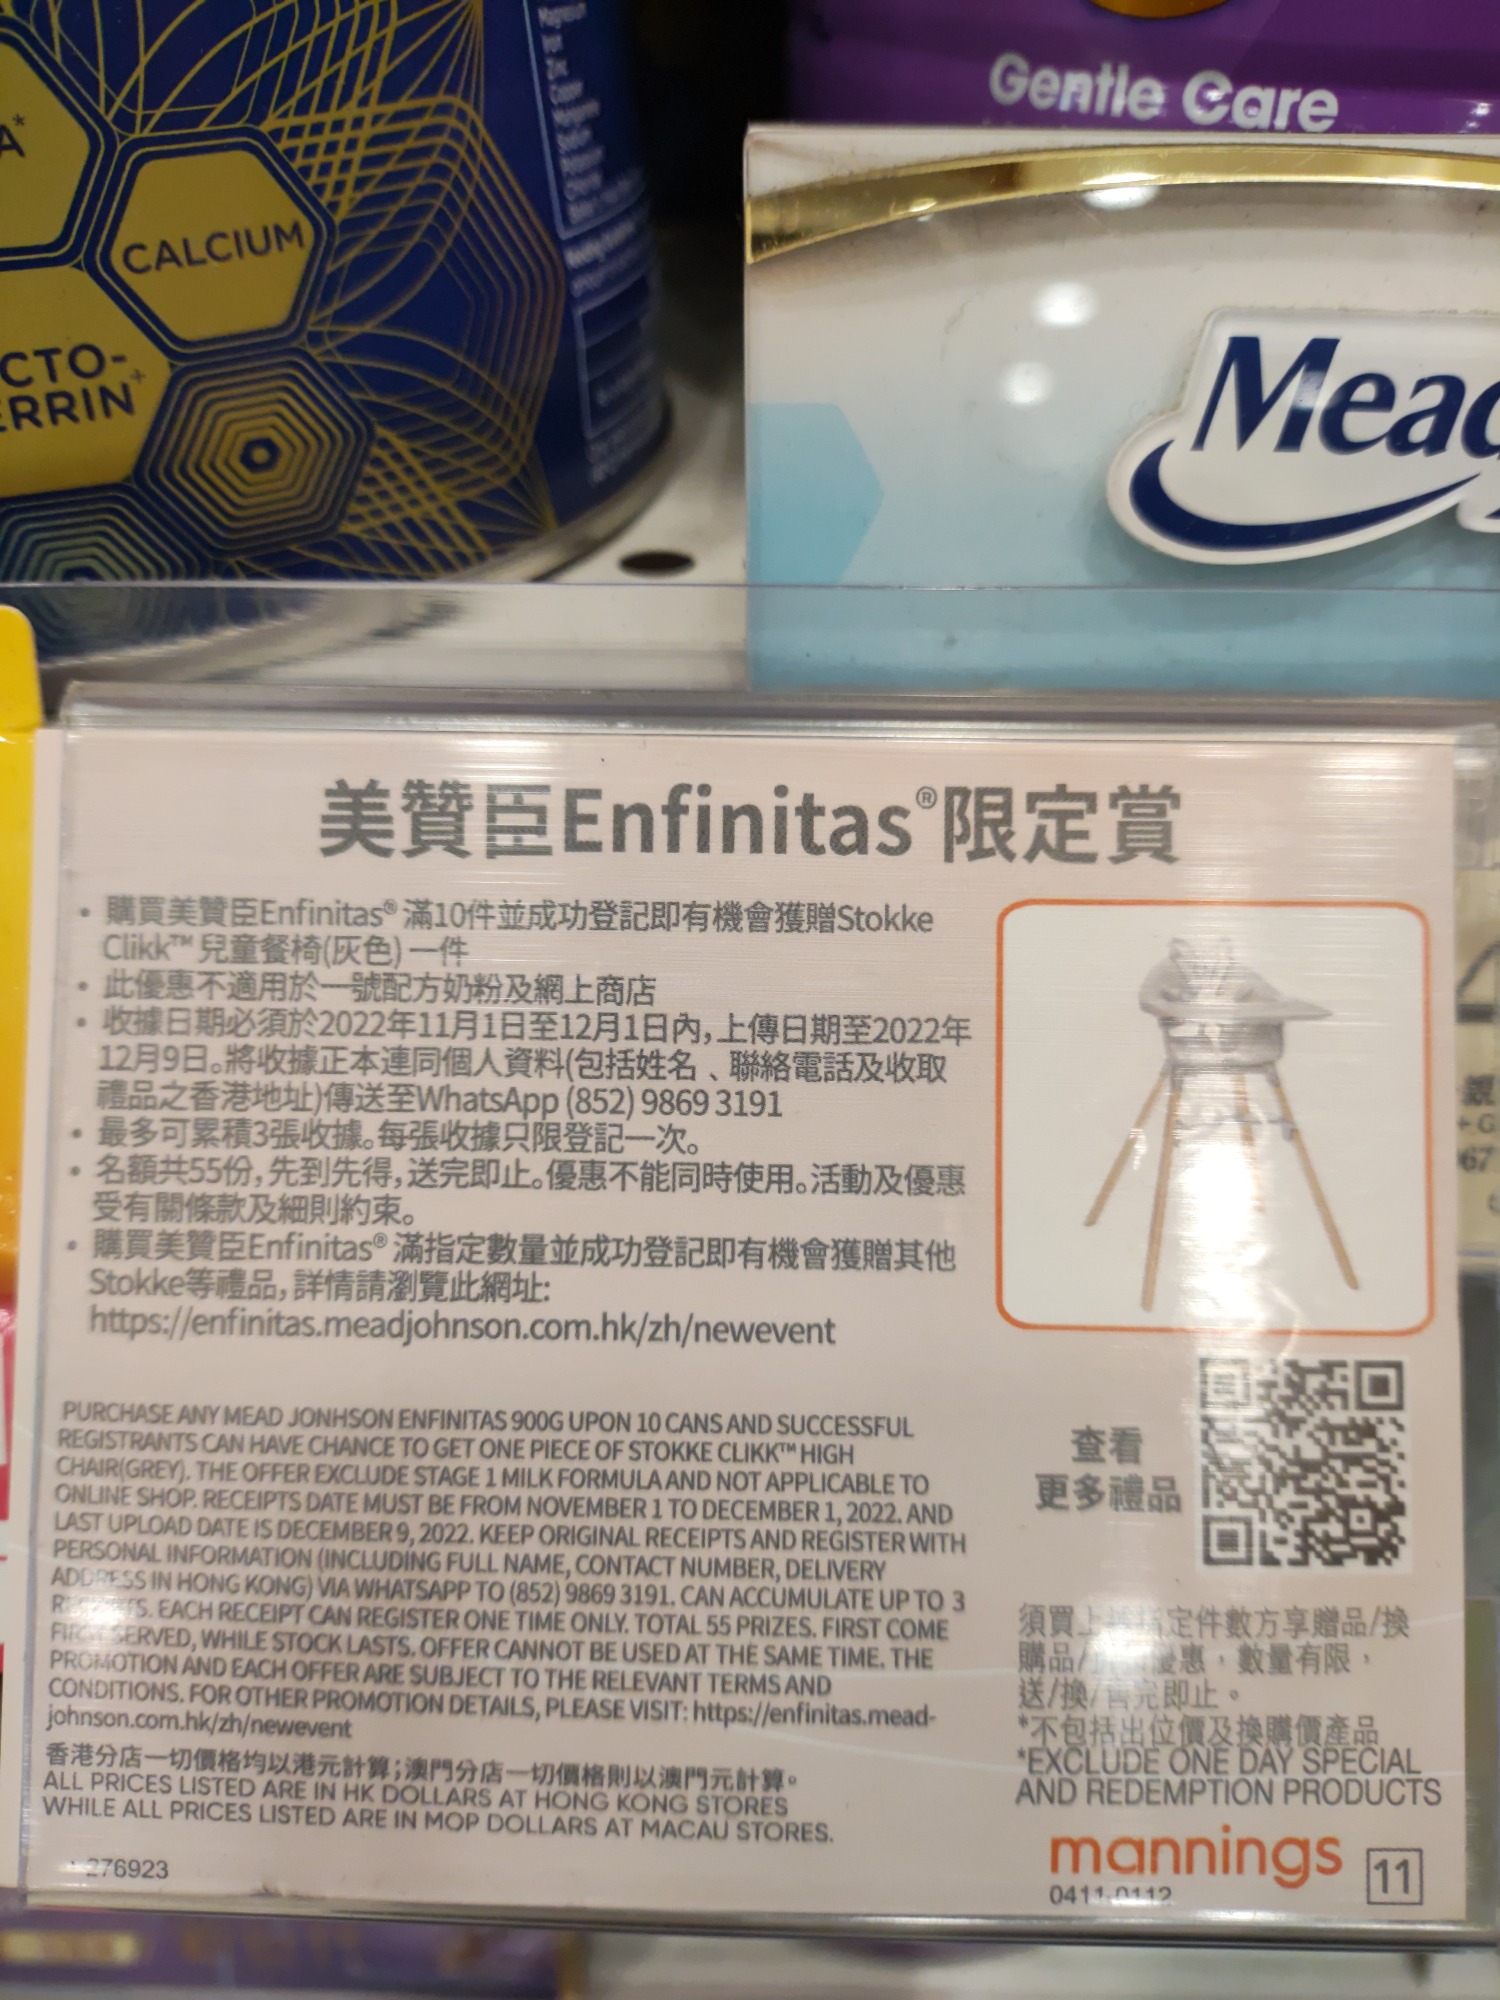 Gentle Care
A*
CALCIUM
CTO-
ERRIN+
Magnesium
Iron
Zinc
Copper
Mead
美贊臣Enfinitas®限定賞
• 購買美贊臣Enfinitas®滿10件並成功登記即有機會獲贈Stokke
Clikk™ 兒童餐椅(灰色) 一件
• 此優惠不適用於一號配方奶粉及網上商店
• 收據日期必須於2022年11月1日至12月1日內，上傳日期至2022年
12月9日。將收據正本連同個人資料(包括姓名、聯絡電話及收取
禮品之香港地址)傳送至WhatsApp (852) 9869 3191
• 最多可累積3張收據。每張收據只限登記一次。
• 名額共55份，先到先得，送完即止。優惠不能同時使用。活動及優惠
受有關條款及細則約束。
• 購買美贊臣Enfinitas®滿指定數量並成功登記即有機會獲贈其他
Stokke等禮品，詳情請瀏覽此網址:
https://enfinitas.meadjohnson.com.hk/zh/newevent
PURCHASE ANY MEAD JONHSON ENFINITAS 900G UPON 10 CANS AND SUCCESSFUL
REGISTRANTS CAN HAVE CHANCE TO GET ONE PIECE OF STOKKE CLIKK™ HIGH
CHAIR(GREY). THE OFFER EXCLUDE STAGE 1 MILK FORMULA AND NOT APPLICABLE TO
ONLINE SHOP. RECEIPTS DATE MUST BE FROM NOVEMBER 1 TO DECEMBER 1, 2022. AND
LAST UPLOAD DATE IS DECEMBER 9, 2022. KEEP ORIGINAL RECEIPTS AND REGISTER WITH
PERSONAL INFORMATION (INCLUDING FULL NAME, CONTACT NUMBER, DELIVERY
ADDRESS IN HONG KONG) VIA WHATSAPP TO (852) 9869 3191. CAN ACCUMULATE UP TO 3
RECEIPTS. EACH RECEIPT CAN REGISTER ONE TIME ONLY. TOTAL 55 PRIZES. FIRST COME
FIRST SERVED, WHILE STOCK LASTS. OFFER CANNOT BE USED AT THE SAME TIME. THE
PROMOTION AND EACH OFFER ARE SUBJECT TO THE RELEVANT TERMS AND
CONDITIONS. FOR OTHER PROMOTION DETAILS, PLEASE VISIT: https://enfinitas.mead-
johnson.com.hk/zh/newevent
香港分店一切價格均以港元計算；澳門分店一切價格則以澳門元計算。
ALL PRICES LISTED ARE IN HK DOLLARS AT HONG KONG STORES
WHILE ALL PRICES LISTED ARE IN MOP DOLLARS AT MACAU STORES.
276923
查看
更多禮品
須買上述指定件數方享贈品/換
購品/折扣優惠，數量有限，
送/換/售完即止。
*不包括出位價及換購價產品
*EXCLUDE ONE DAY SPECIAL
AND REDEMPTION PRODUCTS
mannings
11
0411-0112
67